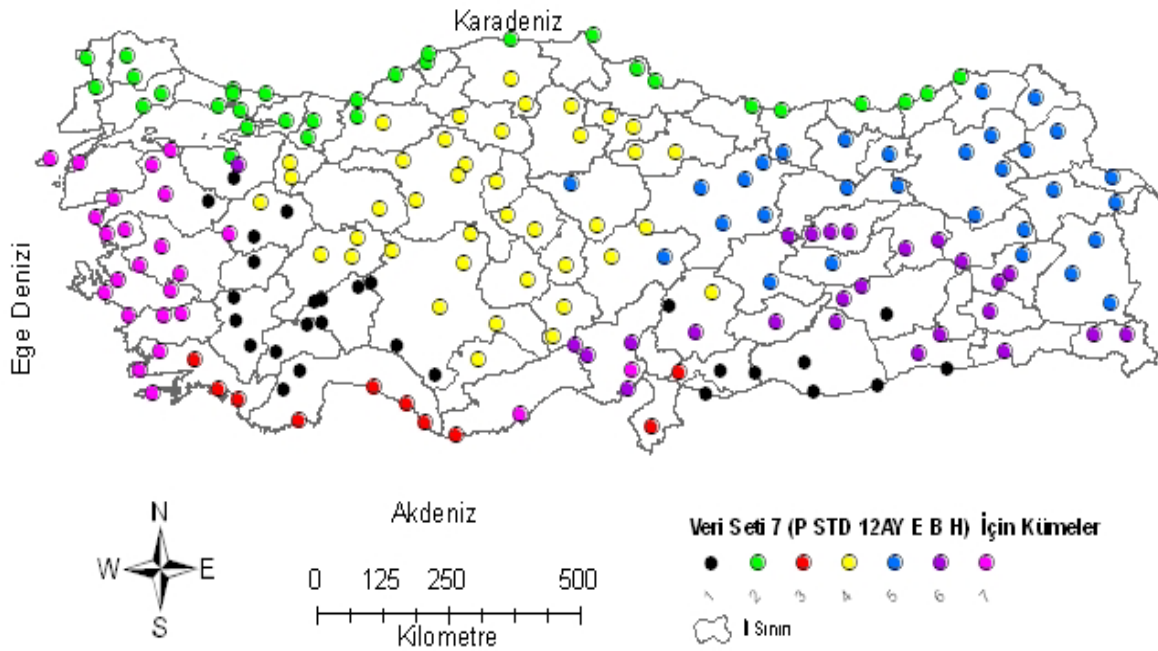 Karadeniz
Ege Denizi
Akdeniz
N
W E
S
0 125 250 500
Kilometre
Veri Seti 7 (P STD 12AY E B H) İçin Kümeler
1 2 3 4 5 6 7
İl Sınırı